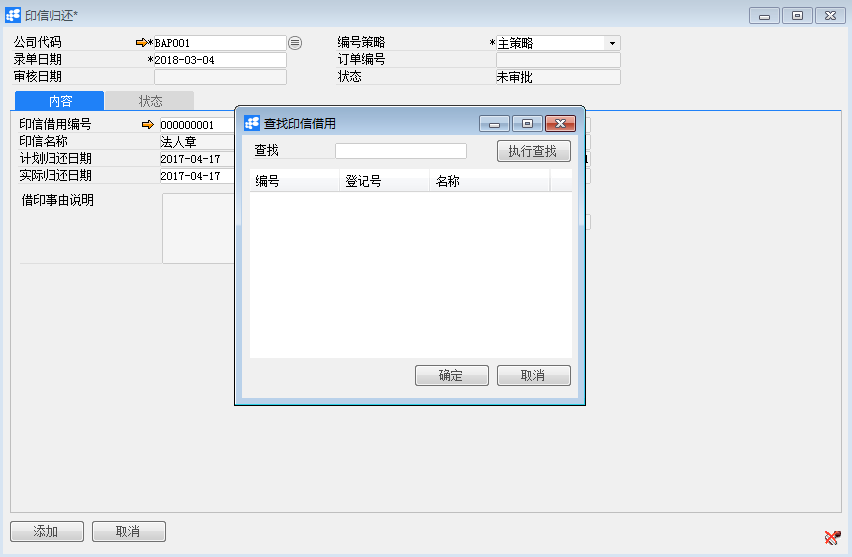 印信归还*
公司代码 *BAP001 编号策略 *主策略
录单日期 *2018-03-04 订单编号
审核日期 状态 未审批
内容 状态
印信借用编号 000000001
印信名称 法人章
计划归还日期 2017-04-17
实际归还日期 2017-04-17
借印事由说明
查找印信借用
查找 执行查找
编号 登记号 名称
确定 取消
添加 取消